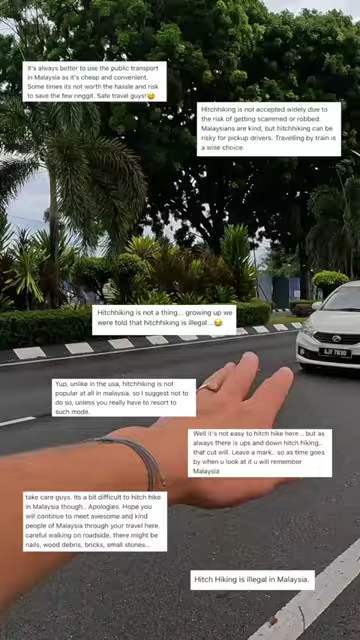 It's always better to use the public transport
in Malaysia as it's cheap and convenient.
Some times its not worth the hassle and risk
to save the few ringgit. Safe travel guys!😅
Hitchhiking is not accepted widely due to
the risk of getting scammed or robbed.
Malaysians are kind, but hitchhiking can be
risky for pickup drivers. Travelling by train is
a wise choice.
Hitchhiking is not a thing... growing up we
were told that hitchhiking is illegal...😂
Yup, unlike in the usa, hitchhiking is not
popular at all in malaysia, so I suggest not to
do so, unless you really have to resort to
such mode.
Well it's not easy to hitch hike here .. but as
always there is up and down hitch hiking..
that cut will. Leave a mark.. so as time goes
by when u look at it u will remember
Malaysia
take care guys. Its a bit difficult to hitch hike
in Malaysia though.. Apologies. Hope you
will continue to meet awesome and kind
people of Malaysia through your travel here.
careful walking on roadside. there might be
nails, wood debris, bricks, small stones...
Hitch Hiking is illegal in Malaysia.